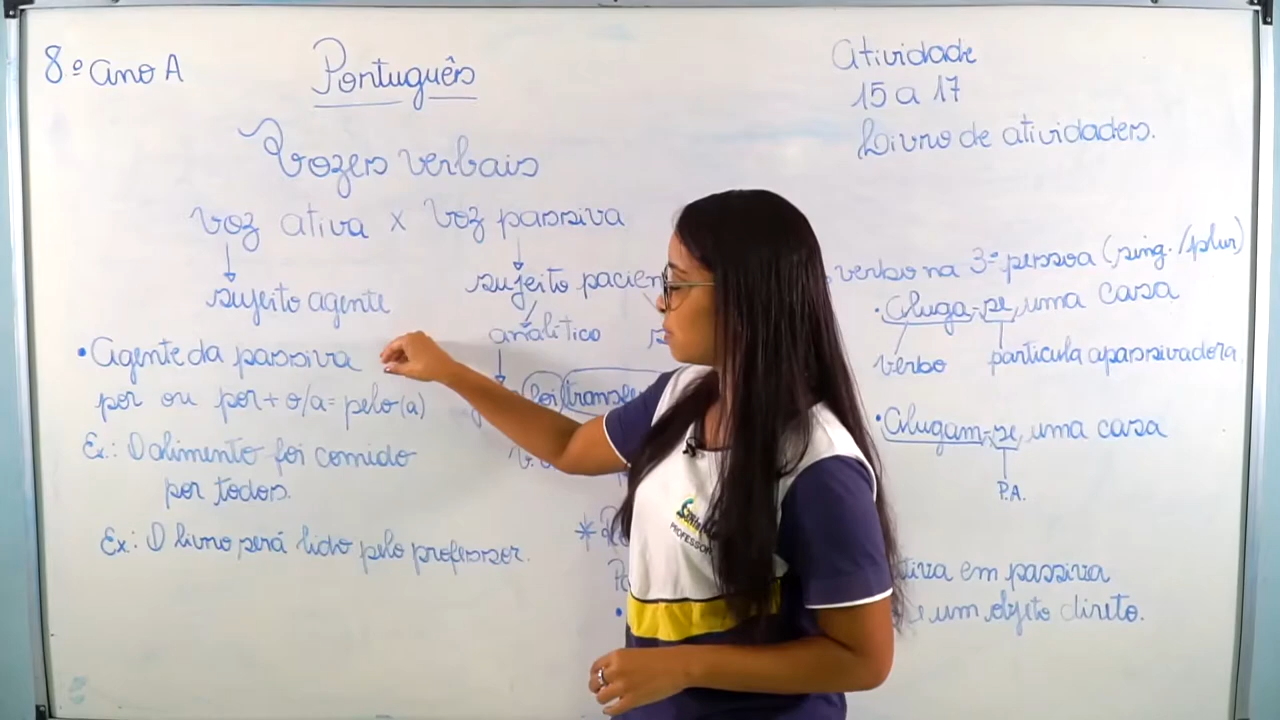 8º ano A
Português
Atividade
15 a 17
Livro de atividades.
Vozes verbais
voz ativa x voz passiva
sujeito agente
sujeito pacien
analítico
• Agente da passiva
por ou por + o/a = pelo(a)
Ex.: O alimento foi comido
por todos.
Ex.: O livro será lido pelo professor.
foi transfe
verbo na 3ª pessoa (sing./plur)
• Aluga-se uma casa
verbo partícula apassivadora
• Alugam-se uma casa
P.A.
em passiva
um objeto direto.
PROFESSOR